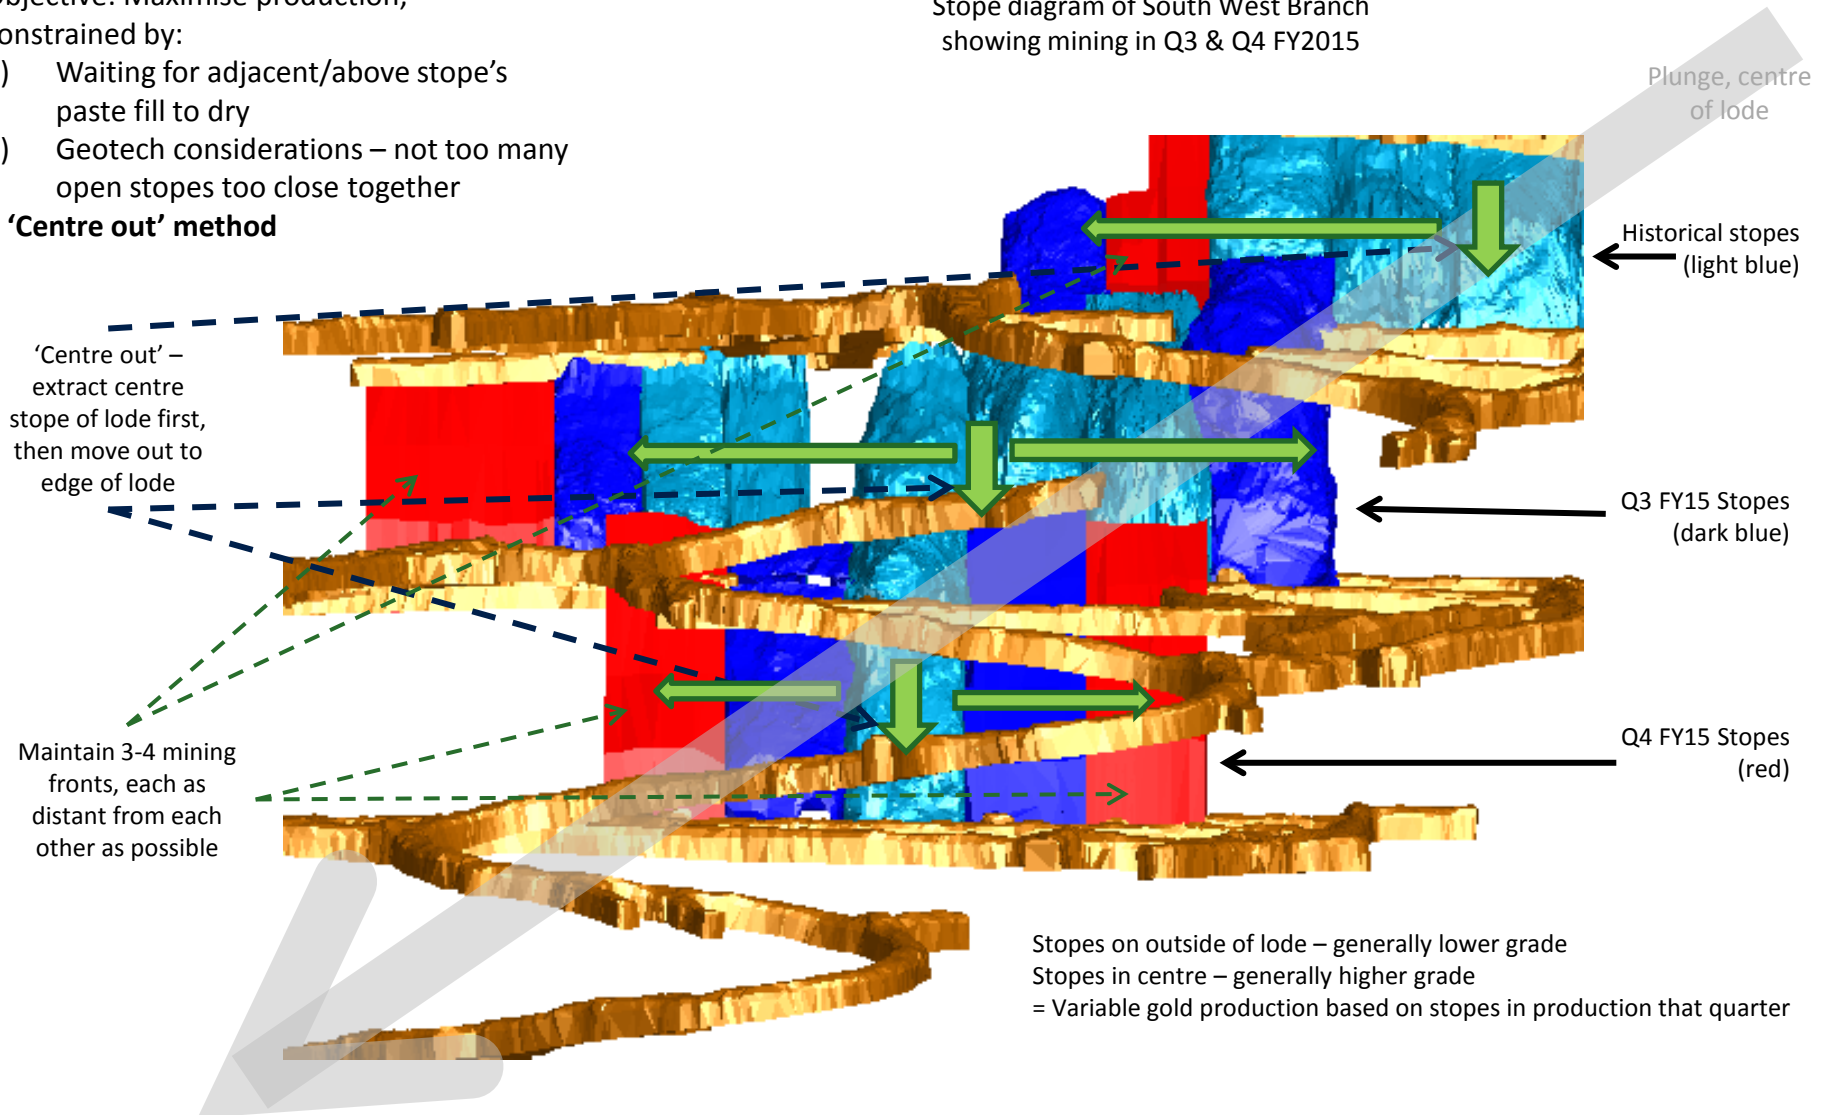 bjective: Maximise production,
onstrained by:
) Waiting for adjacent/above stope's
paste fill to dry
) Geotech considerations – not too many
open stopes too close together
'Centre out' method
Stope diagram of South West Branch
showing mining in Q3 & Q4 FY2015
Plunge, centre
of lode
Historical stopes
(light blue)
'Centre out' –
extract centre
stope of lode first,
then move out to
edge of lode
Q3 FY15 Stopes
(dark blue)
Q4 FY15 Stopes
(red)
Maintain 3-4 mining
fronts, each as
distant from each
other as possible
Stopes on outside of lode – generally lower grade
Stopes in centre – generally higher grade
= Variable gold production based on stopes in production that quarter